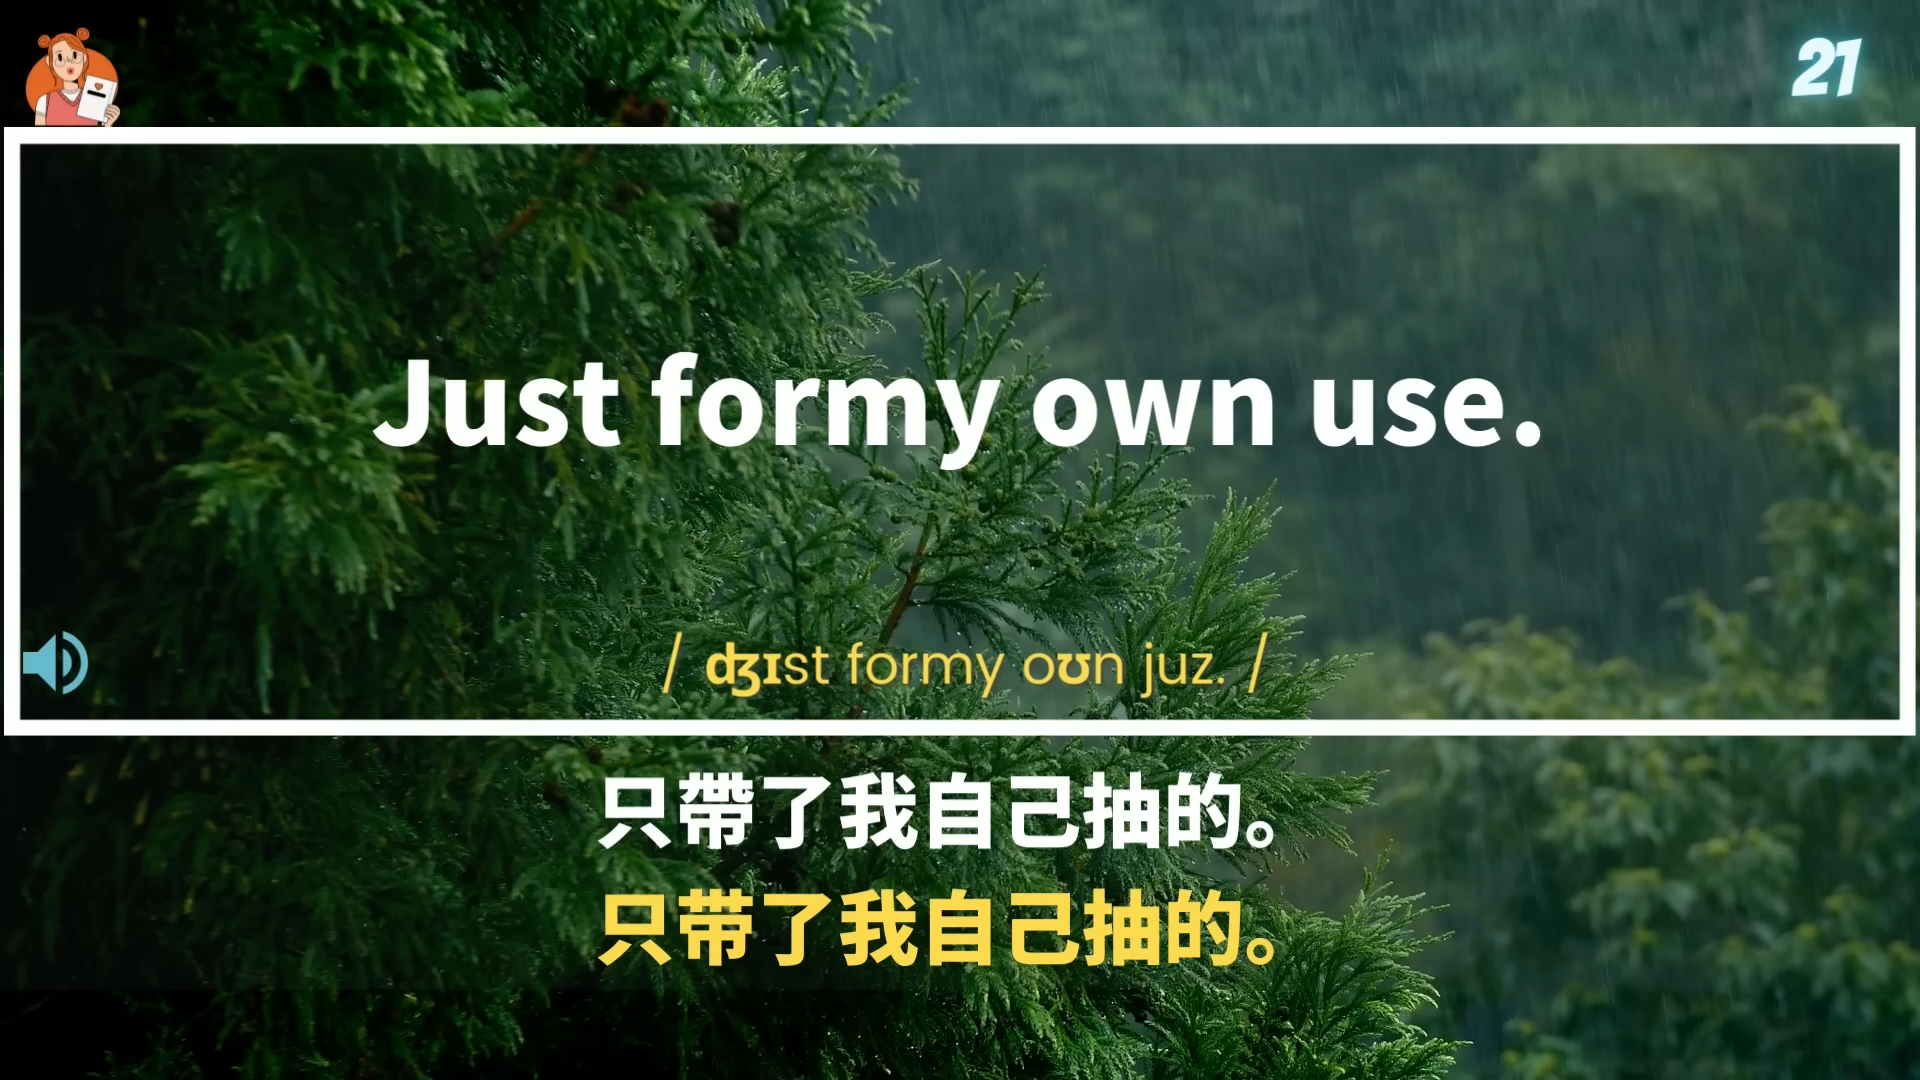 21
Just formy own use.
/ ʤɪst formy oʊn juz. /
只帶了我自己抽的。
只带了我自己抽的。